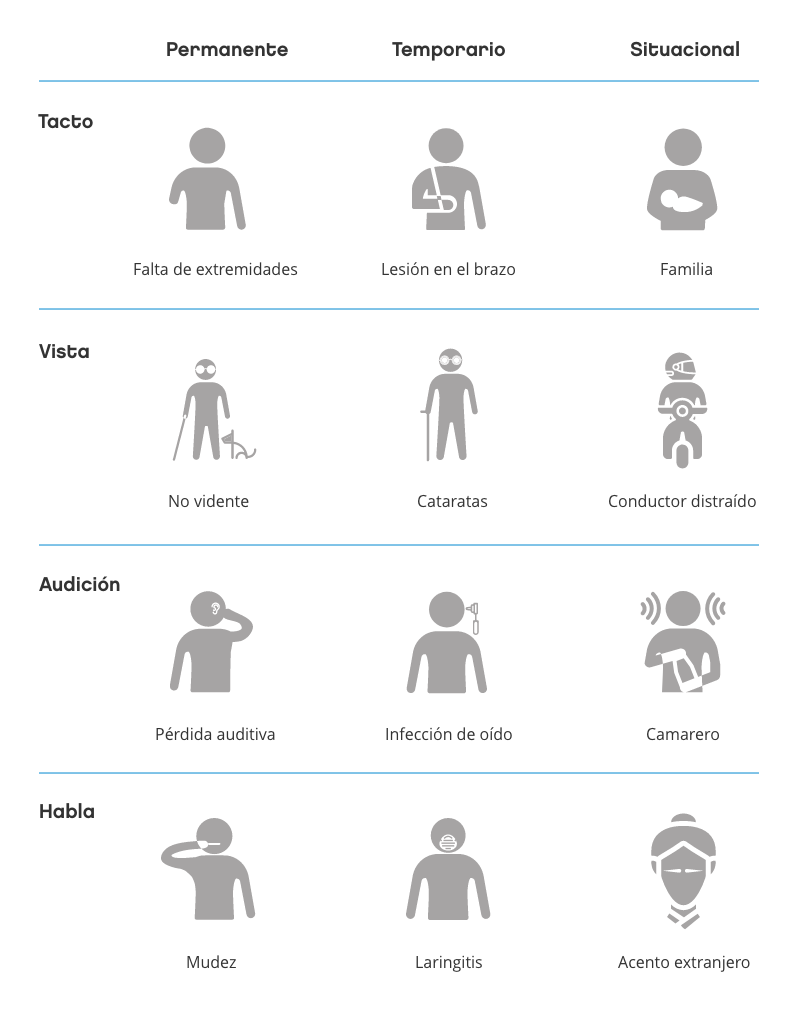 Permanente Temporario Situacional
Tacto
Falta de extremidades Lesión en el brazo Familia
Vista
No vidente Cataratas Conductor distraído
Audición
Pérdida auditiva Infección de oído Camarero
Habla
Mudez Laringitis Acento extranjero